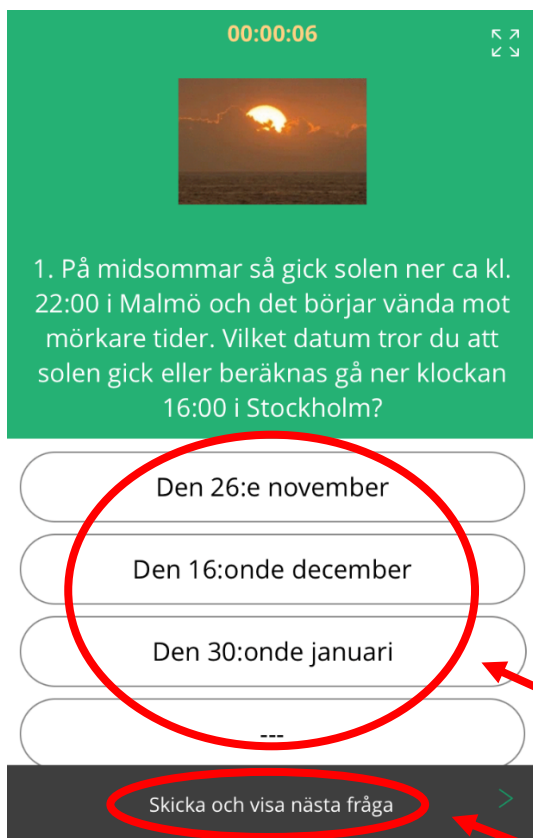 00:00:06
1. På midsommar så gick solen ner ca kl.
22:00 i Malmö och det börjar vända mot
mörkare tider. Vilket datum tror du att
solen gick eller beräknas gå ner klockan
16:00 i Stockholm?
Den 26:e november
Den 16:onde december
Den 30:onde januari
---
Skicka och visa nästa fråga